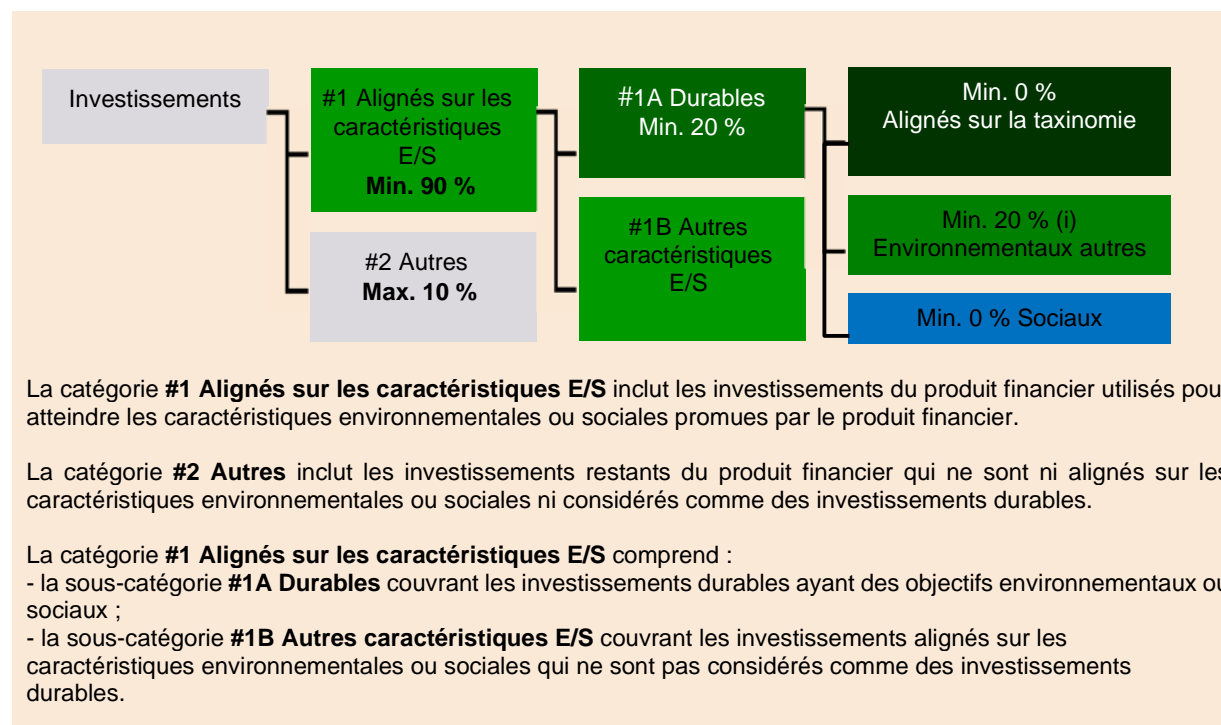 Investissements
#1 Alignés sur les
caractéristiques
E/S
Min. 90 %
#2 Autres
Max. 10 %
#1A Durables
Min. 20 %
#1B Autres
caractéristiques
E/S
Min. 0 %
Alignés sur la taxinomie
Min. 20 % (i)
Environnementaux autres
Min. 0 % Sociaux
La catégorie #1 Alignés sur les caractéristiques E/S inclut les investissements du produit financier utilisés pou
atteindre les caractéristiques environnementales ou sociales promues par le produit financier.
La catégorie #2 Autres inclut les investissements restants du produit financier qui ne sont ni alignés sur les
caractéristiques environnementales ou sociales ni considérés comme des investissements durables.
La catégorie #1 Alignés sur les caractéristiques E/S comprend :
- la sous-catégorie #1A Durables couvrant les investissements durables ayant des objectifs environnementaux ou
sociaux ;
- la sous-catégorie #1B Autres caractéristiques E/S couvrant les investissements alignés sur les
caractéristiques environnementales ou sociales qui ne sont pas considérés comme des investissements
durables.